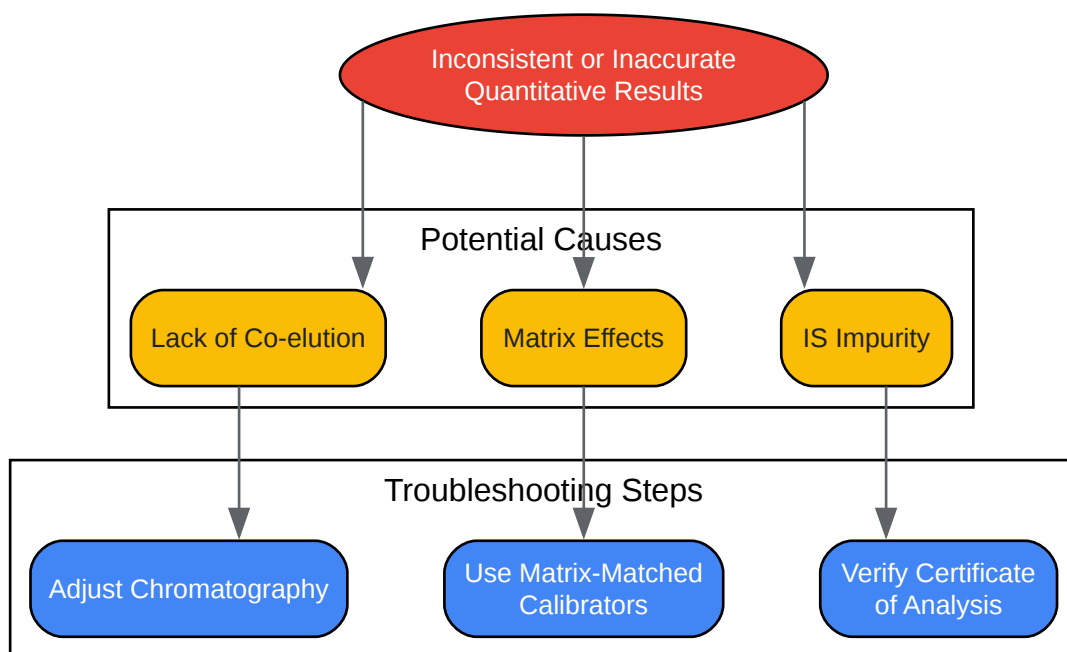 Inconsistent or Inaccurate
Quantitative Results
Potential Causes
Lack of Co-elution
Matrix Effects
IS Impurity
Troubleshooting Steps
Adjust Chromatography
Use Matrix-Matched
Calibrators
Verify Certificate
of Analysis